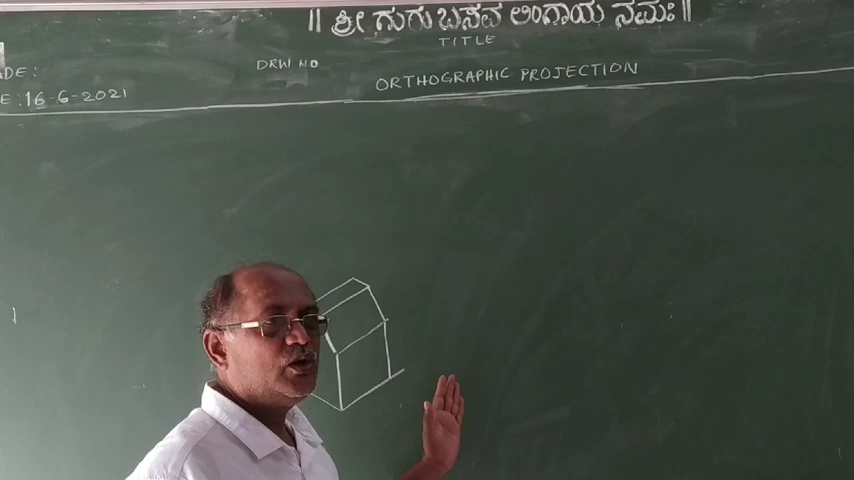 || ಶ್ರೀ ಗುರು ಬಸವ ಲಿಂಗಾಯ ನಮಃ ||
TITLE
DE:
DRW NO
ORTHOGRAPHIC PROJECTION
E: 16-6-2021